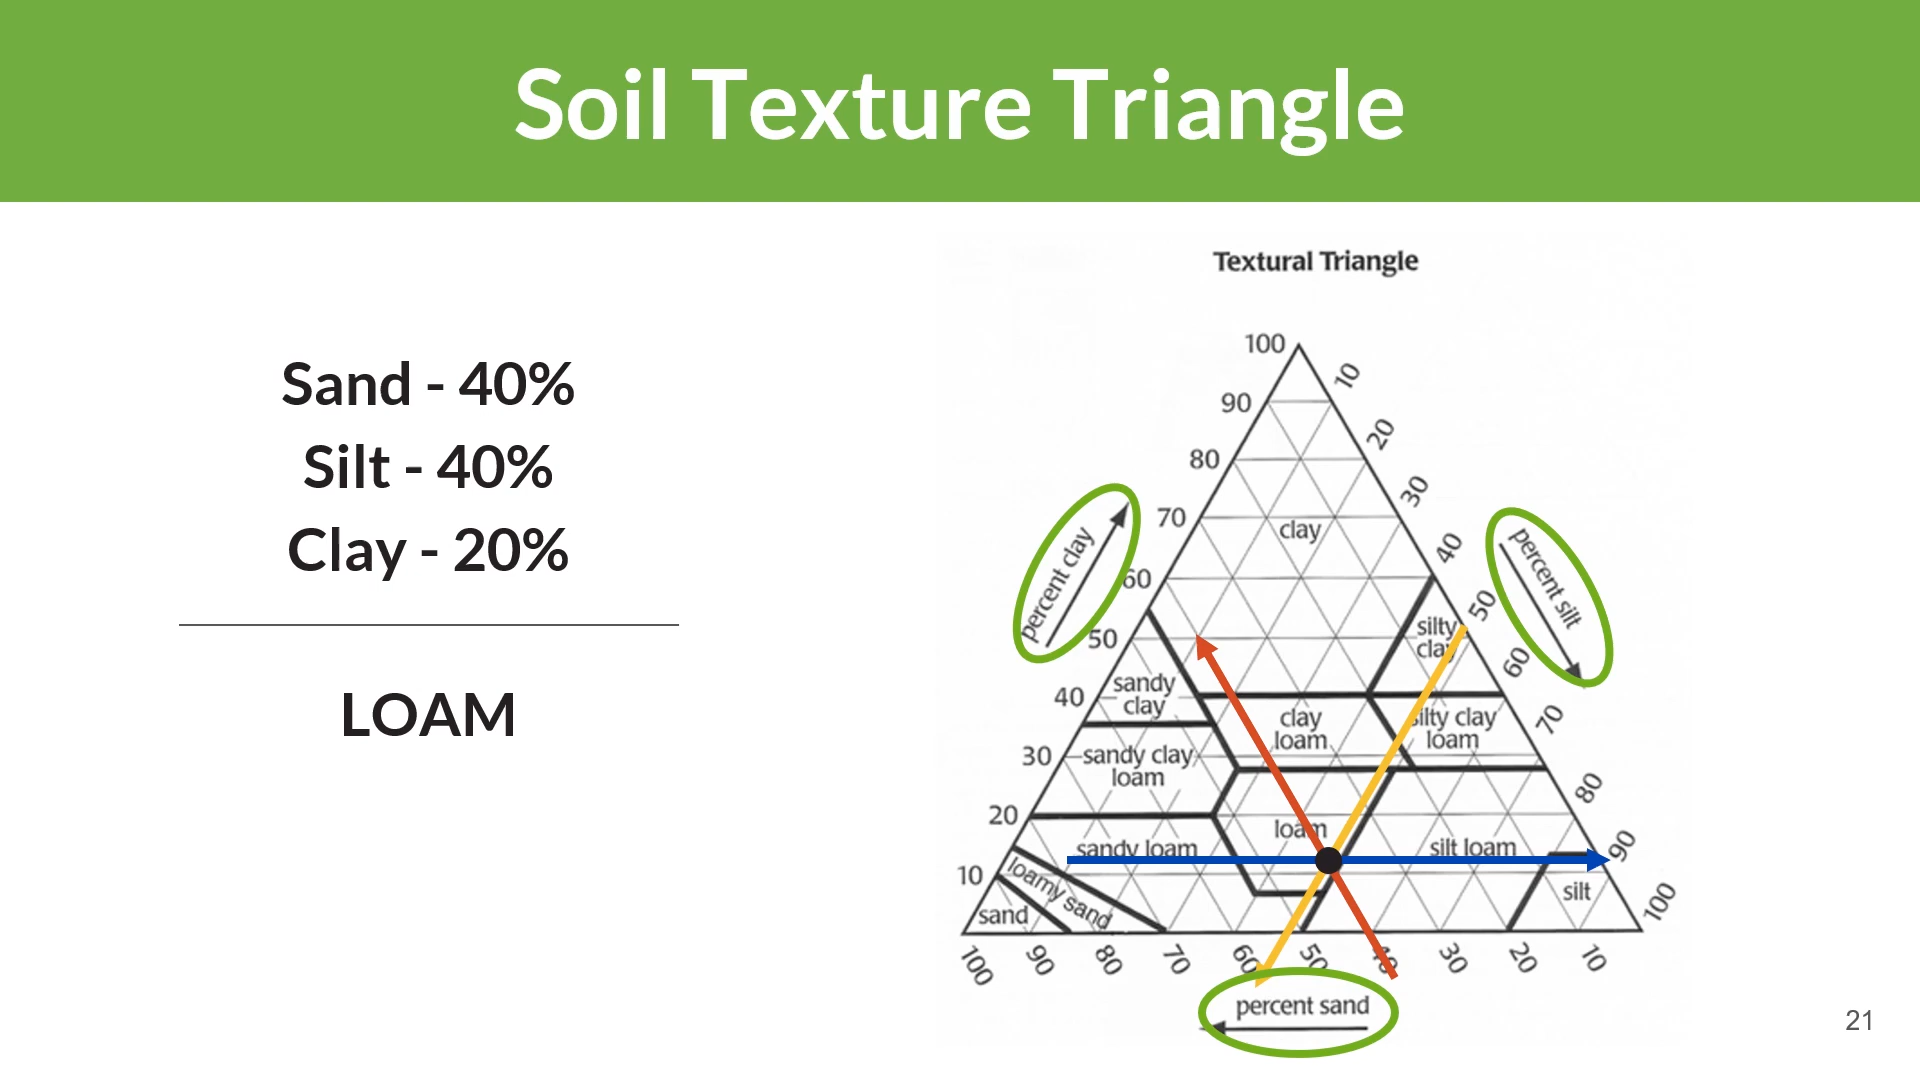 Soil Texture Triangle
Sand - 40%
Silt - 40%
Clay - 20%
LOAM
Textural Triangle
100
90
80
70
60
50
40
30
20
10
10
20
30
40
50
60
70
80
90
100
100
90
80
70
60
50
40
30
20
10
percent clay
percent silt
percent sand
clay
silty
clay
sandy
clay
clay
loam
silty clay
loam
sandy clay
loam
loam
sandy loam
silt loam
loamy sand
sand
silt
21